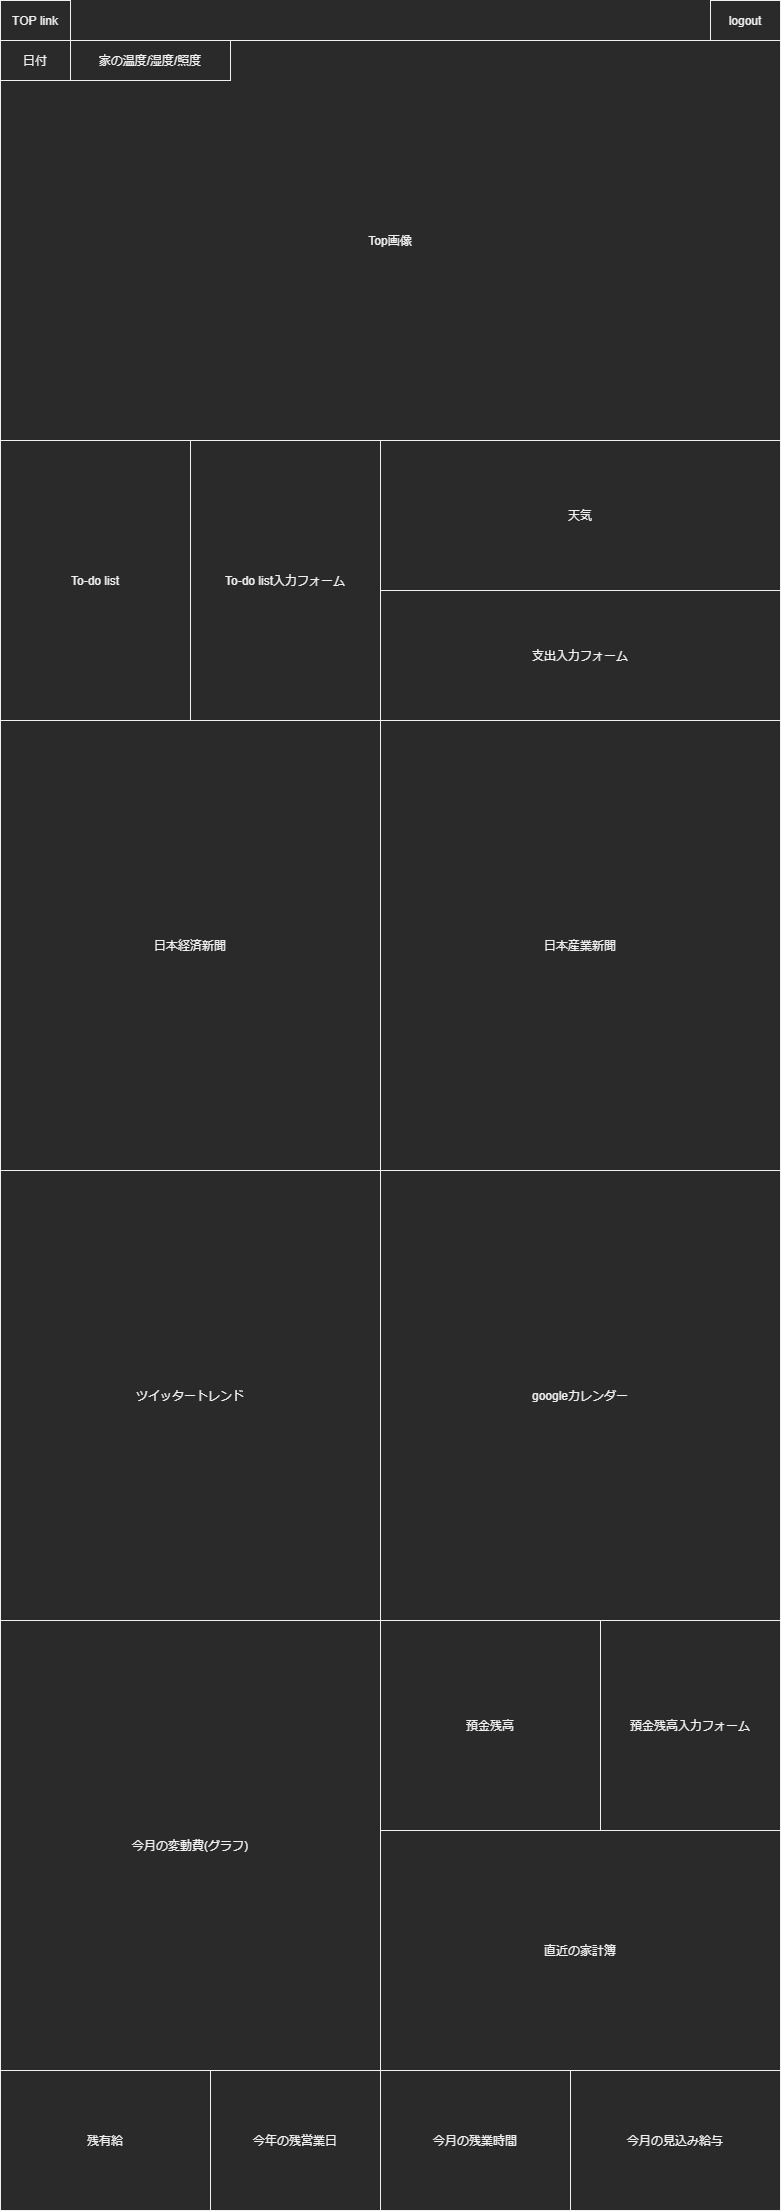 TOP link
logout
日付
家の温度/湿度/照度
Top画像
To-do list
To-do list入力フォーム
天気
支出入力フォーム
日本経済新聞
日本産業新聞
ツイッタートレンド
googleカレンダー
今月の変動費(グラフ)
預金残高
預金残高入力フォーム
直近の家計簿
残有給
今年の残営業日
今月の残業時間
今月の見込み給与